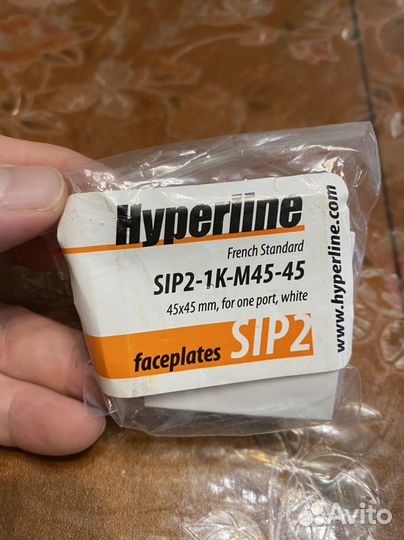 Hyperline
French Standard
SIP2-1K-M45-45
45x45 mm, for one port, white
faceplates SIP2
www.hyperline.com
Avito